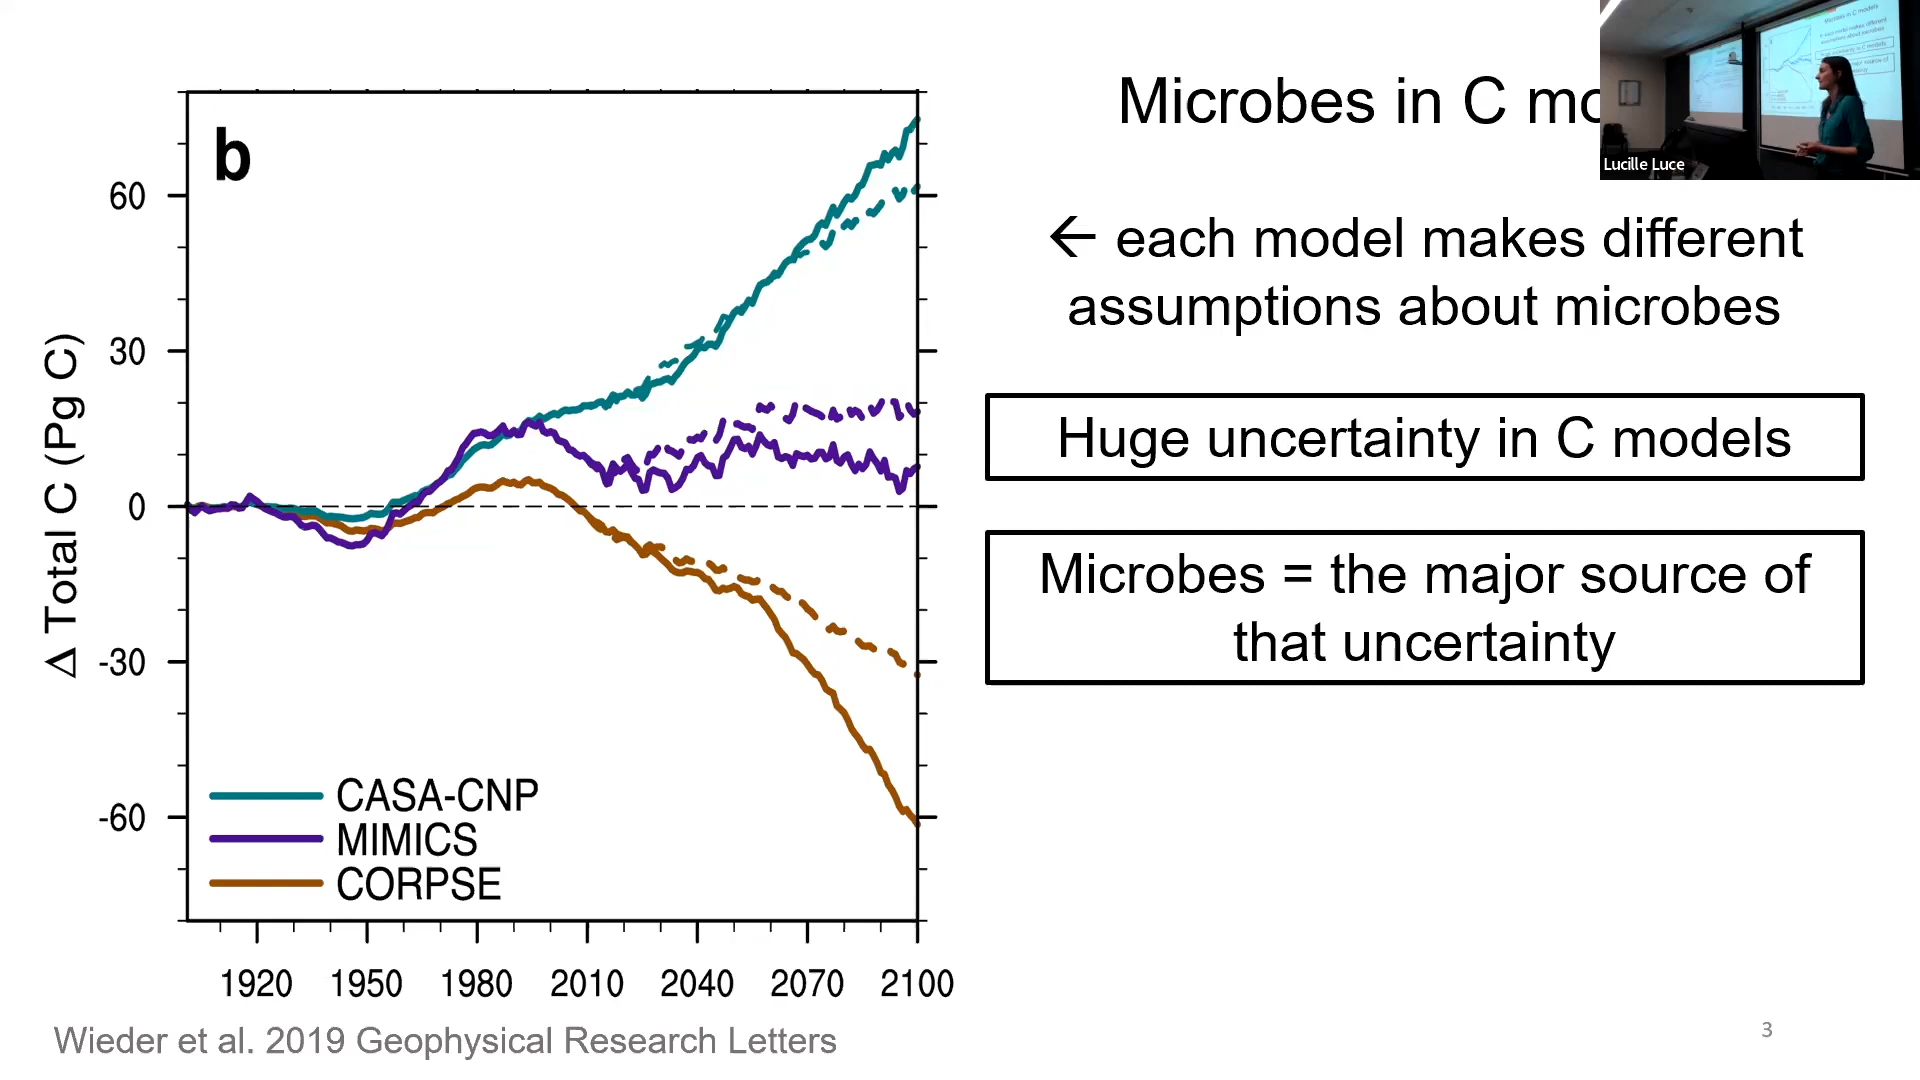 Microbes in C mo
Lucille Luce
← each model makes different
assumptions about microbes
Huge uncertainty in C models
Microbes = the major source of
that uncertainty
b
Δ Total C (Pg C)
60
30
0
-30
-60
CASA-CNP
MIMICS
CORPSE
1920 1950 1980 2010 2040 2070 2100
Wieder et al. 2019 Geophysical Research Letters
3